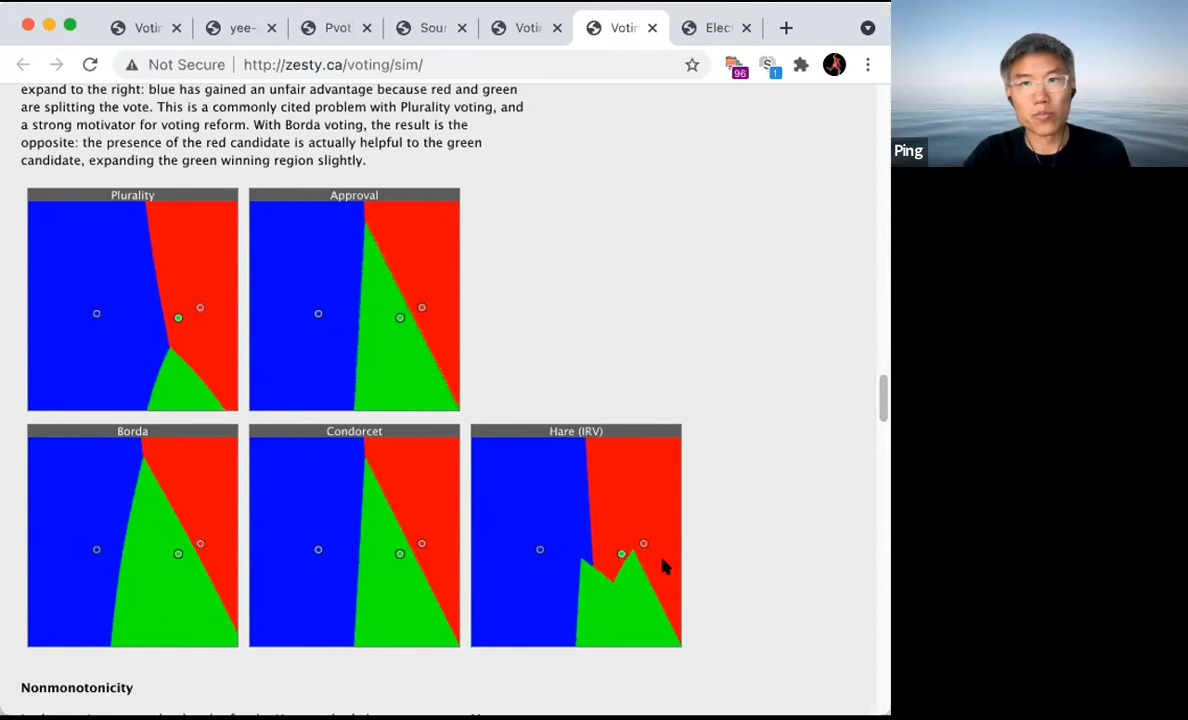 Votin
yee-
Pvot
Sour
Votin
Votin
Elect
Not Secure
http://zesty.ca/voting/sim/
96
1
expand to the right: blue has gained an unfair advantage because red and green
are splitting the vote. This is a commonly cited problem with Plurality voting, and
a strong motivator for voting reform. With Borda voting, the result is the
opposite: the presence of the red candidate is actually helpful to the green
candidate, expanding the green winning region slightly.
Plurality
Approval
Borda
Condorcet
Hare (IRV)
Nonmonotonicity
Ping